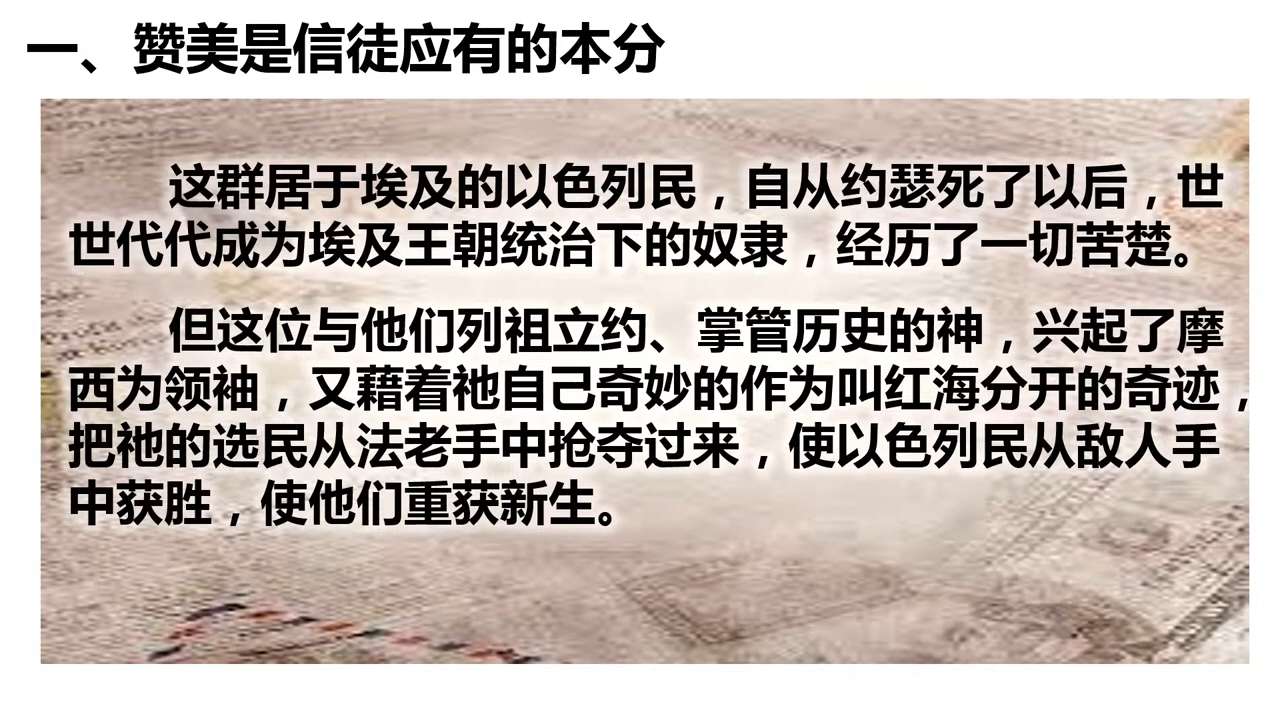 一、赞美是信徒应有的本分
这群居于埃及的以色列民，自从约瑟死了以后，世
世代代成为埃及王朝统治下的奴隶，经历了一切苦楚。
但这位与他们列祖立约、掌管历史的神，兴起了摩
西为领袖，又藉着祂自己奇妙的作为叫红海分开的奇迹，
把祂的选民从法老手中抢夺过来，使以色列民从敌人手
中获胜，使他们重获新生。